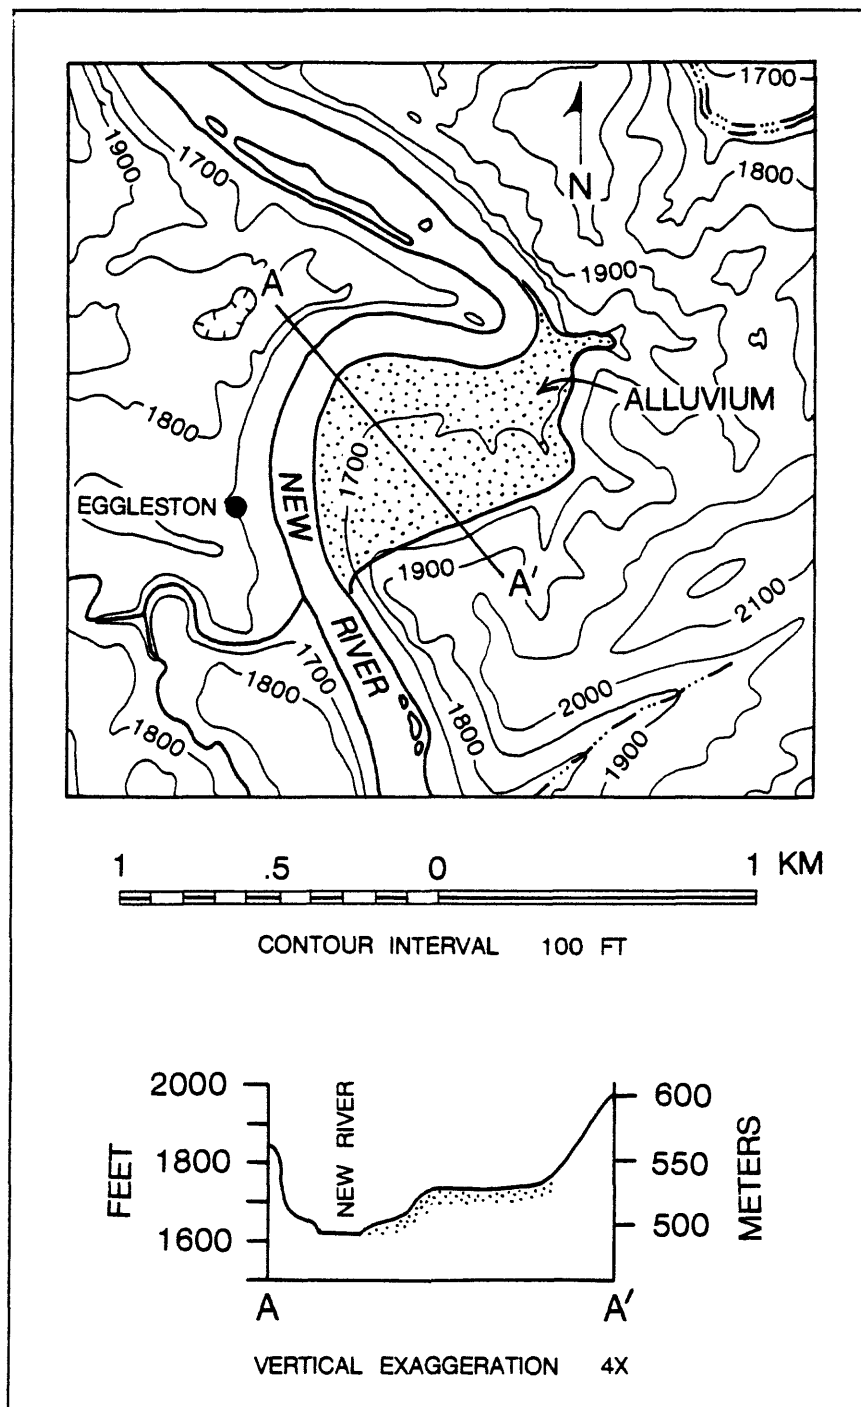 1700
1900
1700
1800
N
1900
A
ALLUVIUM
1800
1700
NEW
EGGLESTON
1900
A'
2100
RIVER
1700
1800
1800
2000
1800
1900
1 .5 0 1 KM
CONTOUR INTERVAL 100 FT
2000
1800
1600
FEET
NEW RIVER
600
550
500
METERS
A A'
VERTICAL EXAGGERATION 4X